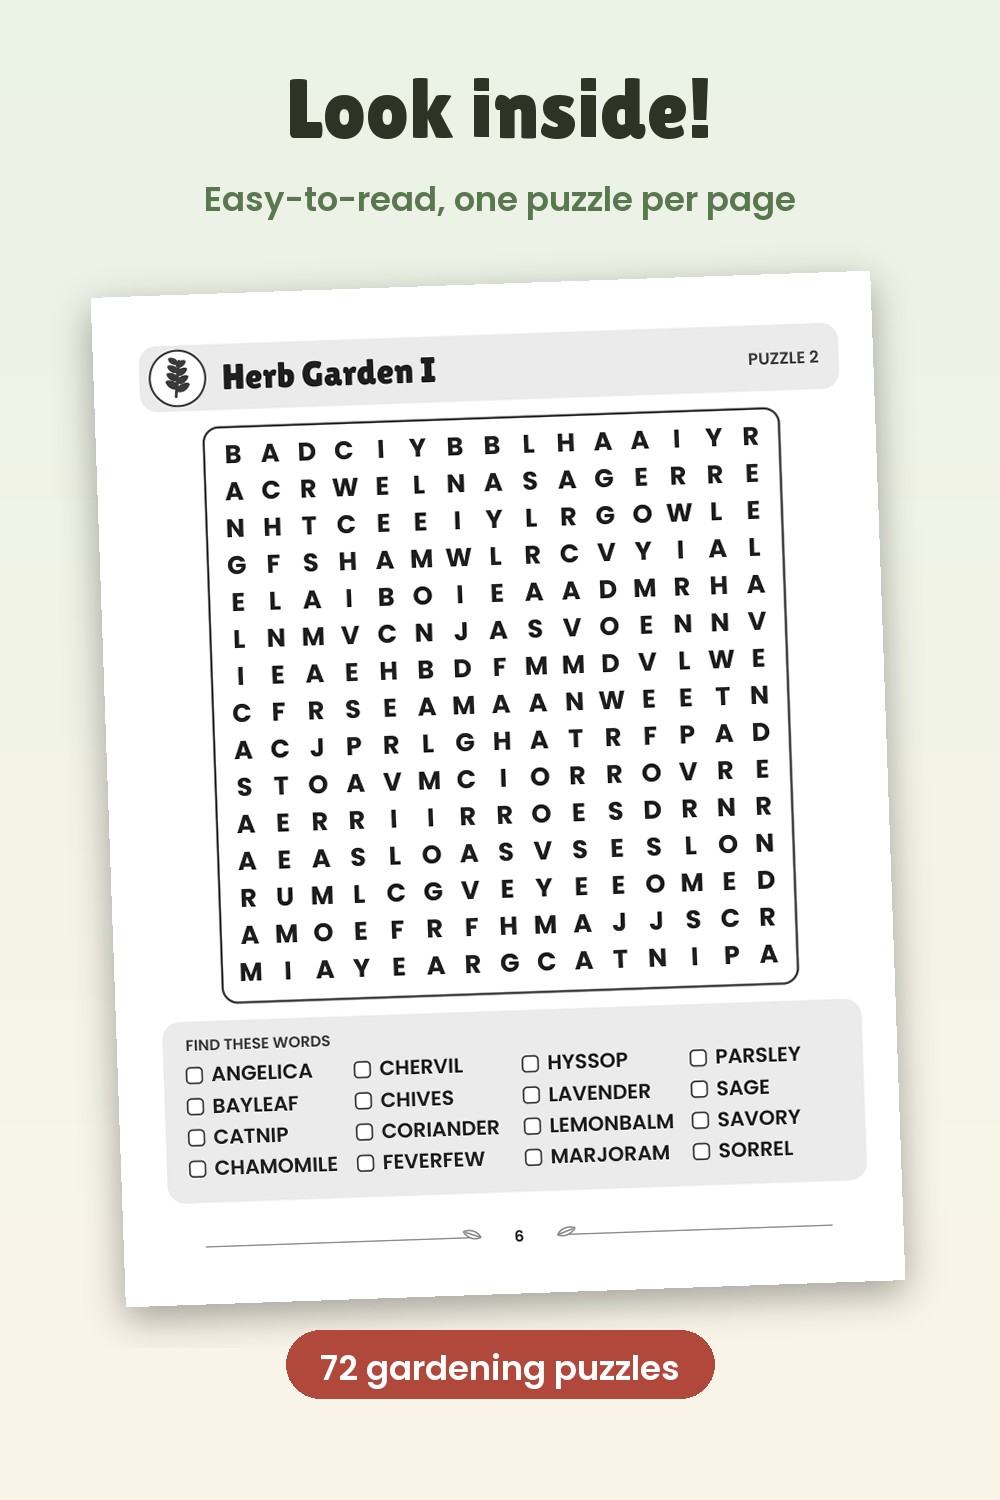 Look inside!
Easy-to-read, one puzzle per page
Herb Garden I
PUZZLE 2
B A D C I Y B B L H A A I Y R
A C R W E L N A S A G E R R E
N H T C E E I Y L R G O W L E
G F S H A M W L R C V Y I A L
E L A I B O I E A A D M R H A
L N M V C N J A S V O E N N V
I E A E H B D F M M D V L W E
C F R S E A M A A N W E E T N
A C J P R L G H A T R F P A D
S T O A V M C I O R R O V R E
A E R R I I R R O E S D R N R
A E A S L O A S V S E S L O N
R U M L C G V E Y E E O M E D
A M O E F R F H M A J J S C R
M I A Y E A R G C A T N I P A
FIND THESE WORDS
ANGELICA CHERVIL HYSSOP PARSLEY
BAYLEAF CHIVES LAVENDER SAGE
CATNIP CORIANDER LEMONBALM SAVORY
CHAMOMILE FEVERFEW MARJORAM SORREL
6
72 gardening puzzles